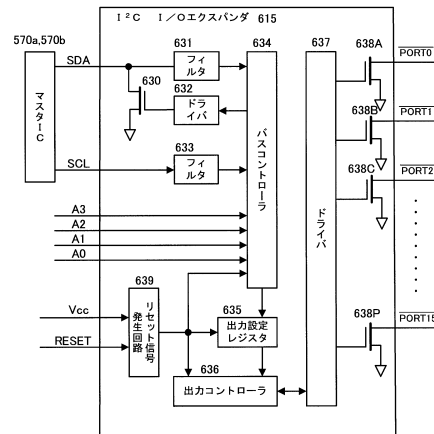 I²C I/Oエクスパンダ 615
570a,570b
マスタIC
SDA
631
フィルタ
630
632
ドライバ
SCL
633
フィルタ
634
バスコントローラ
637
ドライバ
638A
PORT0
638B
PORT1
638C
PORT2
638P
PORT15
A3
A2
A1
A0
Vcc
RESET
639
リセット信号発生回路
635
出力設定レジスタ
636
出力コントローラ